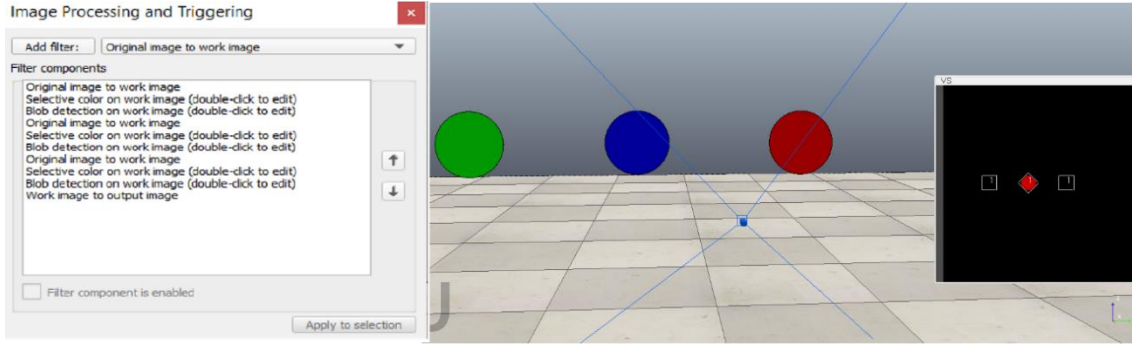 Image Processing and Triggering
Add filter: Original image to work image
Filter components
Original image to work image
Selective color on work image (double-click to edit)
Blob detection on work image (double-click to edit)
Original image to work image
Selective color on work image (double-click to edit)
Blob detection on work image (double-click to edit)
Original image to work image
Selective color on work image (double-click to edit)
Blob detection on work image (double-click to edit)
Work image to output image
Filter component is enabled
Apply to selection
VS
1 1 1